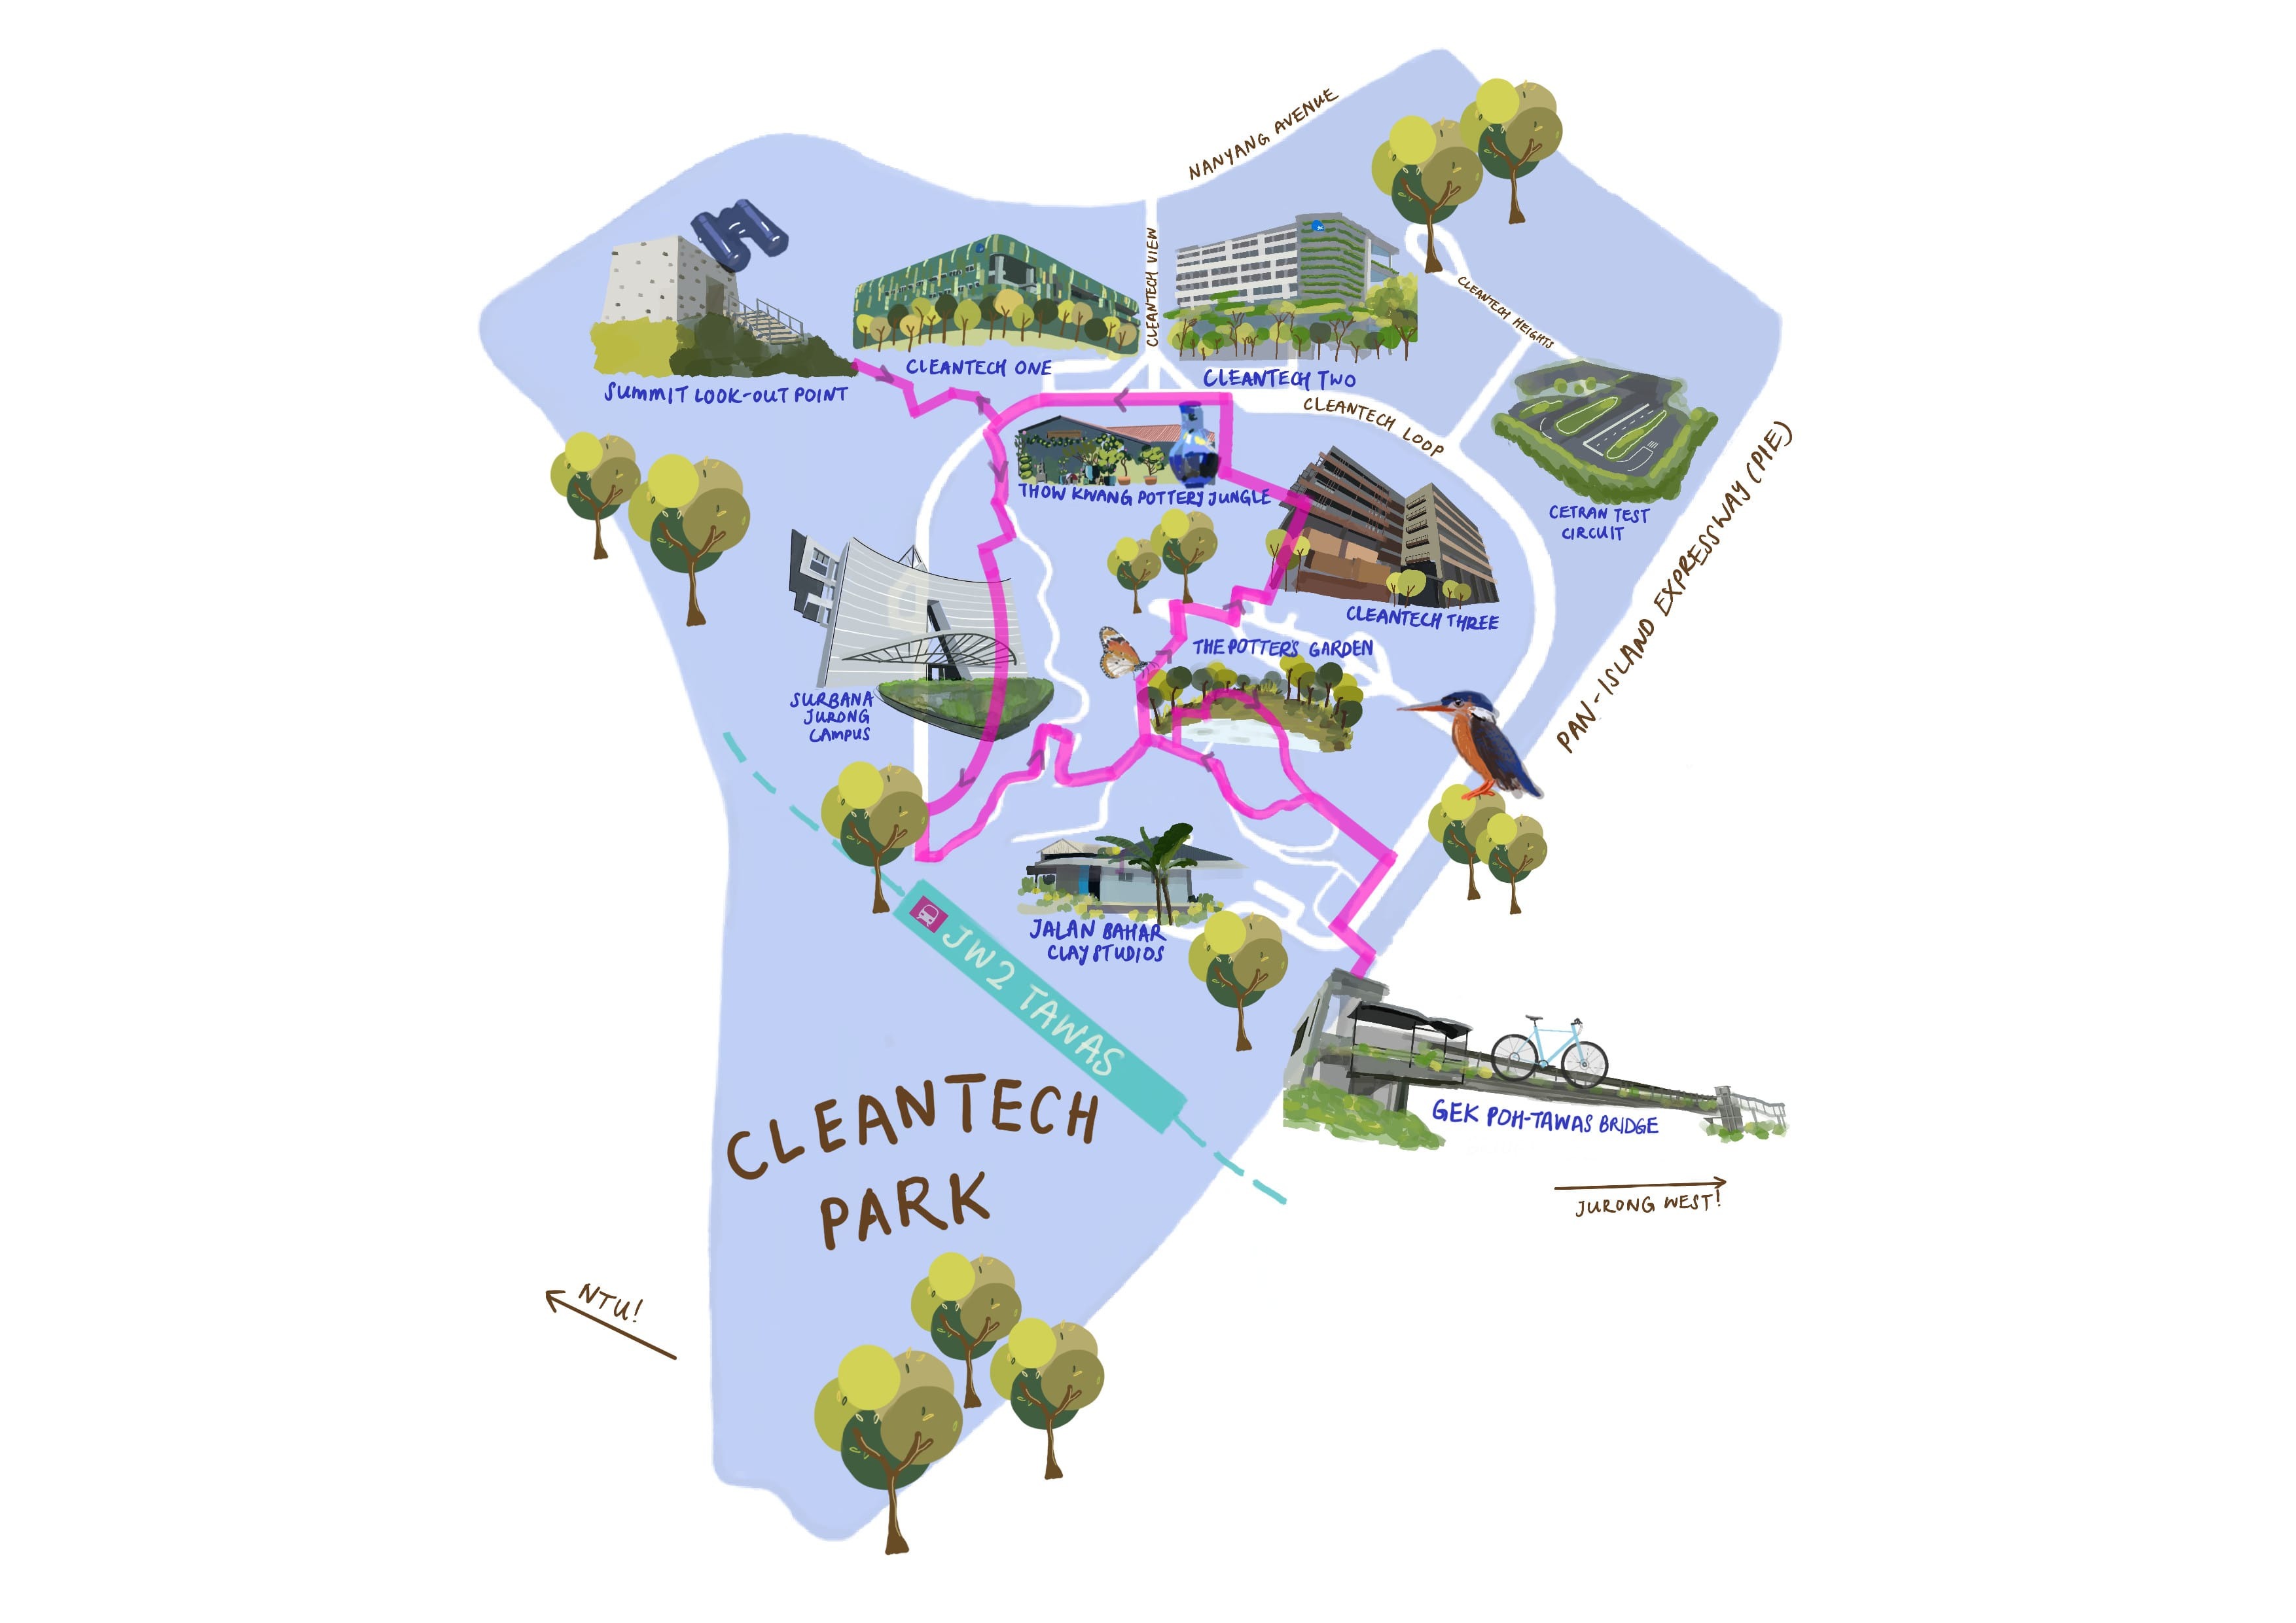 NANYANG AVENUE
CLEANTECH VIEW
CLEANTECH HEIGHTS
CLEANTECH ONE
CLEANTECH TWO
SUMMIT LOOK-OUT POINT
CLEANTECH LOOP
THOW KWANG POTTERY JUNGLE
CETRAN TEST
CIRCUIT
PAN-ISLAND EXPRESSWAY (PIE)
CLEANTECH THREE
THE POTTER'S GARDEN
SURBANA
JURONG
CAMPUS
JALAN BAHAR
CLAY STUDIOS
JW2 TAWAS
GEK POH-TAWAS BRIDGE
CLEANTECH
PARK
JURONG WEST!
NTU!